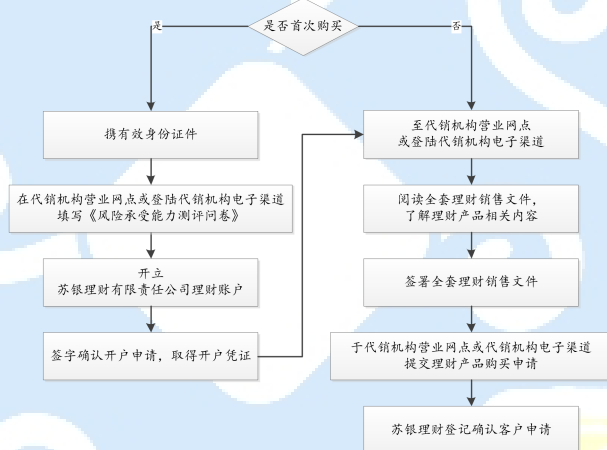 是否首次购买
是
否
携有效身份证件
在代销机构营业网点或登陆代销机构电子渠道
填写《风险承受能力测评问卷》
开立
苏银理财有限责任公司理财账户
签字确认开户申请，取得开户凭证
至代销机构营业网点
或登陆代销机构电子渠道
阅读全套理财销售文件，
了解理财产品相关内容
签署全套理财销售文件
于代销机构营业网点或代销机构电子渠道
提交理财产品购买申请
苏银理财登记确认客户申请